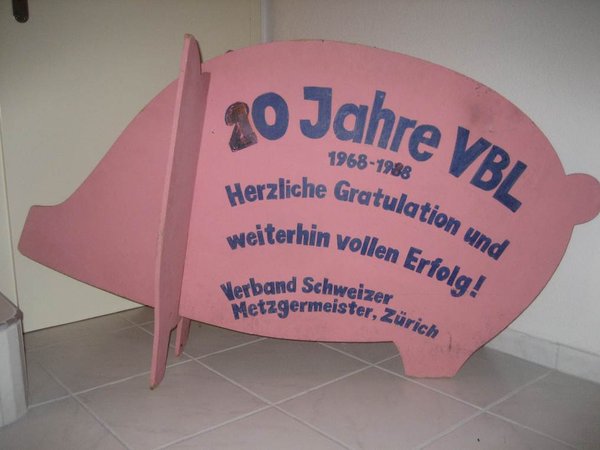 20 Jahre VBL
1968-1988
Herzliche Gratulation und
weiterhin vollen Erfolg!
Verband Schweizer
Metzgermeister, Zürich